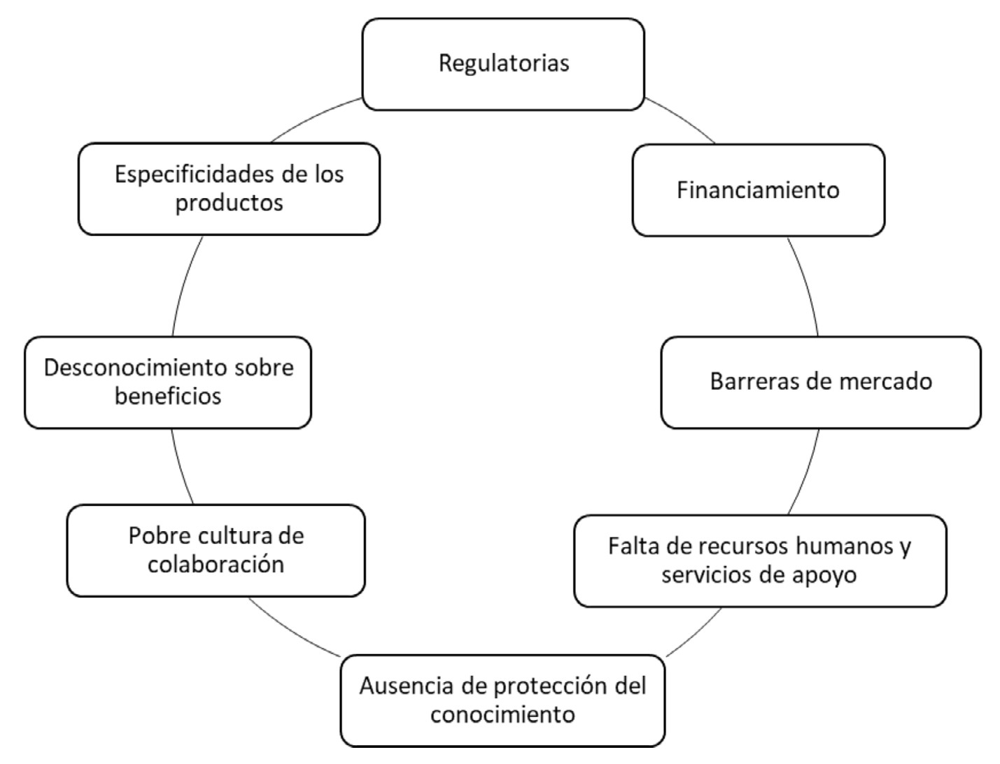 Regulatorias
Especificidades de los
productos
Financiamiento
Desconocimiento sobre
beneficios
Barreras de mercado
Pobre cultura de
colaboración
Falta de recursos humanos y
servicios de apoyo
Ausencia de protección del
conocimiento